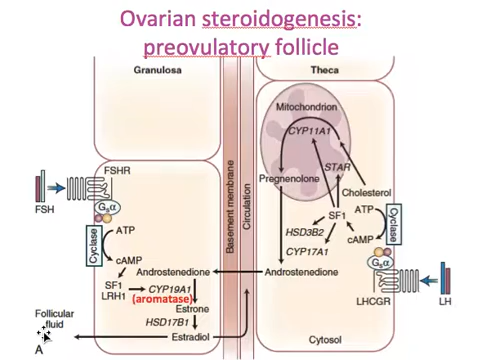 Ovarian steroidogenesis:
preovulatory follicle
Granulosa
Theca
Mitochondrion
CYP11A1
STAR
Pregnenolone
Cholesterol
SF1
ATP
Cyclase
cAMP
HSD3B2
CYP17A1
Androstenedione
LHCGR
GₛΑ
LH
Cytosol
Basement membrane
Circulation
FSHR
FSH
Gₛα
Cyclase
ATP
cAMP
Androstenedione
SF1
LRH1
CYP19A1
(aromatase)
Estrone
HSD17B1
Estradiol
Follicular
fluid
A